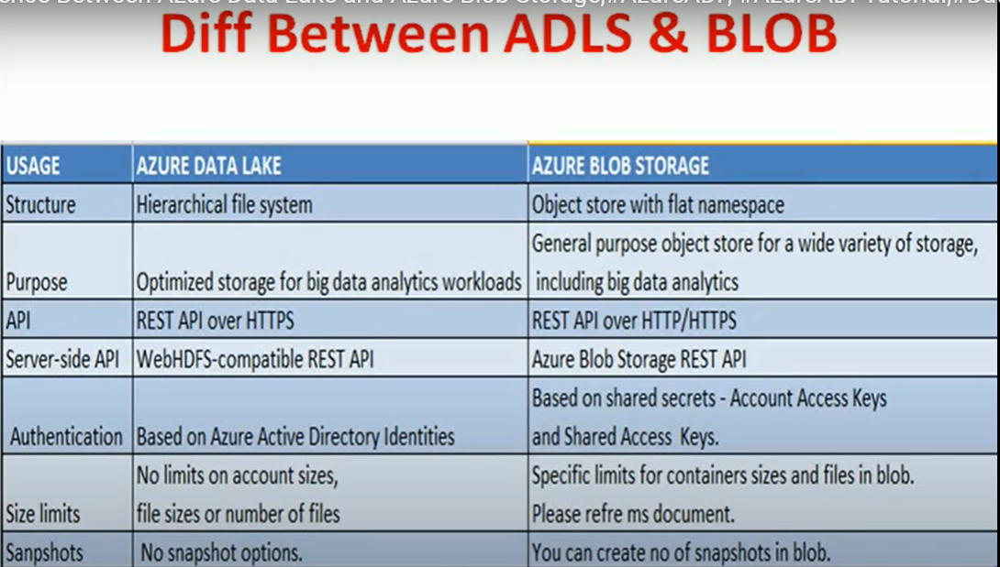 Between Azure Data Lake and Azure Blob Storage,#AzureADF, #AzureADF Tutorial,#
Diff Between ADLS & BLOB
USAGE AZURE DATA LAKE AZURE BLOB STORAGE
Structure Hierarchical file system Object store with flat namespace
General purpose object store for a wide variety of storage,
Purpose Optimized storage for big data analytics workloads including big data analytics
API REST API over HTTPS REST API over HTTP/HTTPS
Server-side API WebHDFS-compatible REST API Azure Blob Storage REST API
Based on shared secrets - Account Access Keys
Authentication Based on Azure Active Directory Identities and Shared Access Keys.
No limits on account sizes, Specific limits for containers sizes and files in blob.
Size limits file sizes or number of files Please refre ms document.
Sanpshots No snapshot options. You can create no of snapshots in blob.